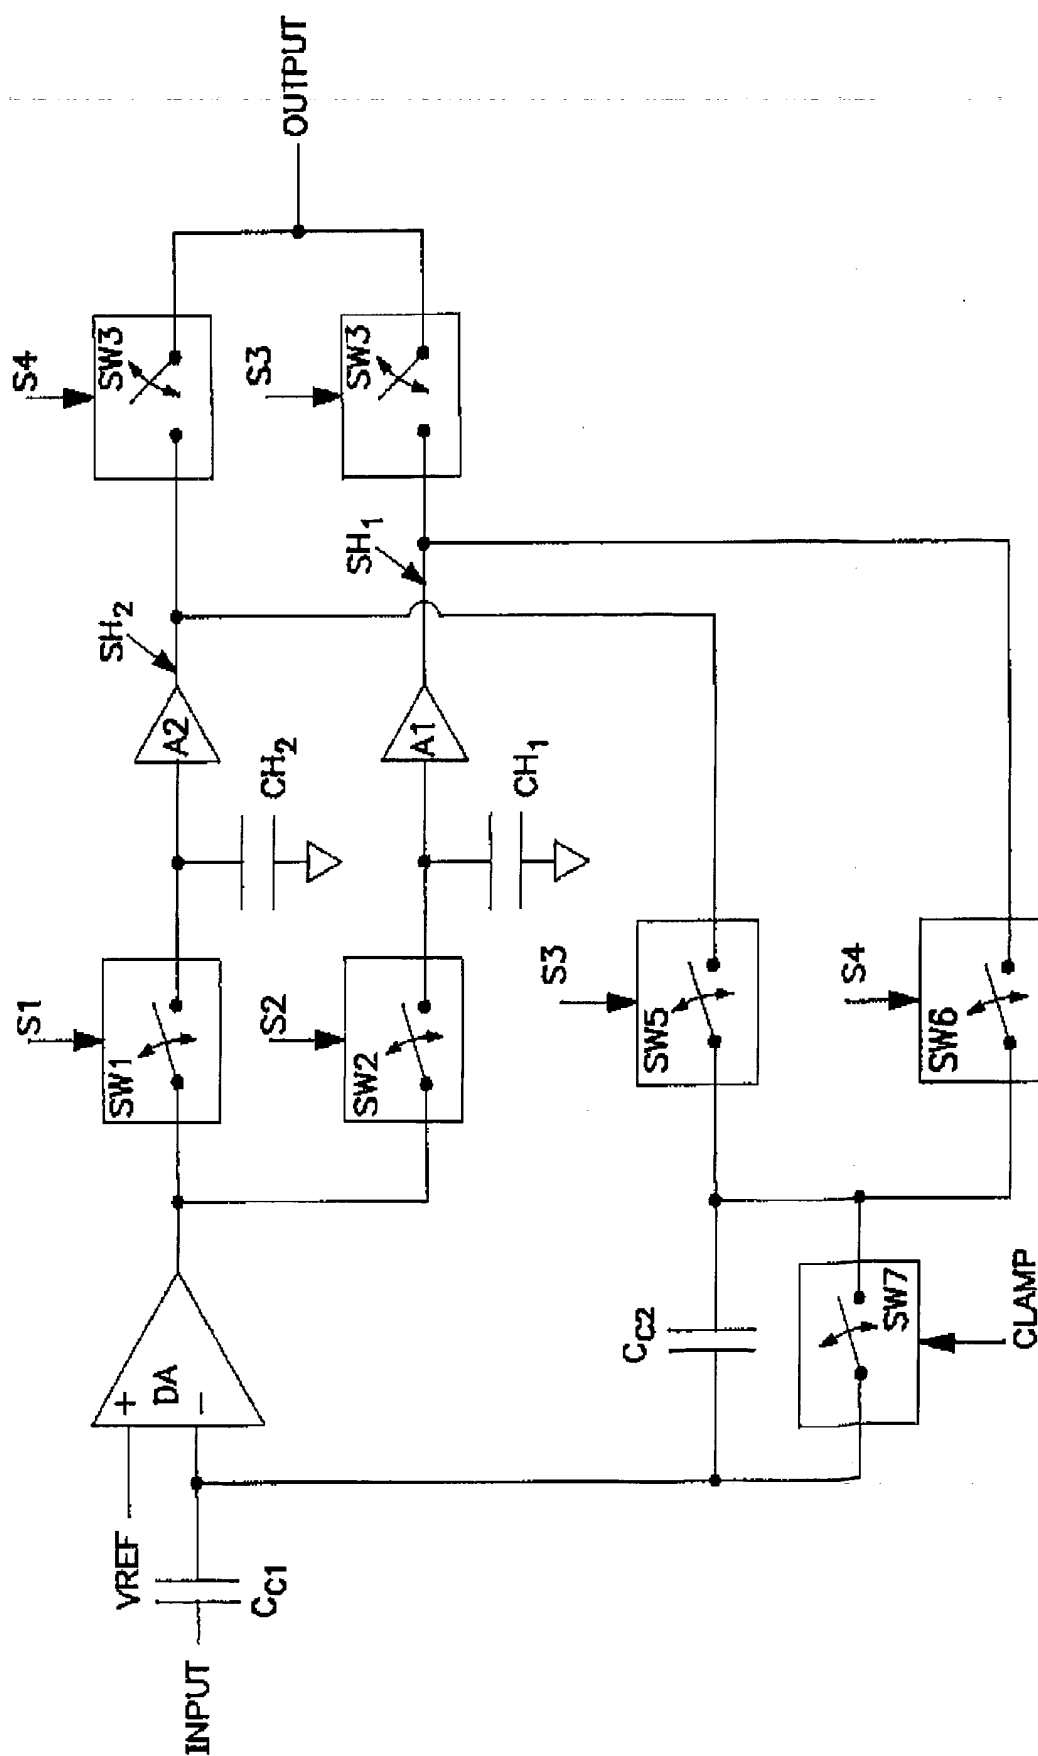 INPUT
VREF
CC1
+
−
DA
S1
SW1
S2
SW2
CH2
A2
SH2
CH1
A1
SH1
S4
SW3
S3
SW3
OUTPUT
CC2
S3
SW5
S4
SW6
SW7
CLAMP